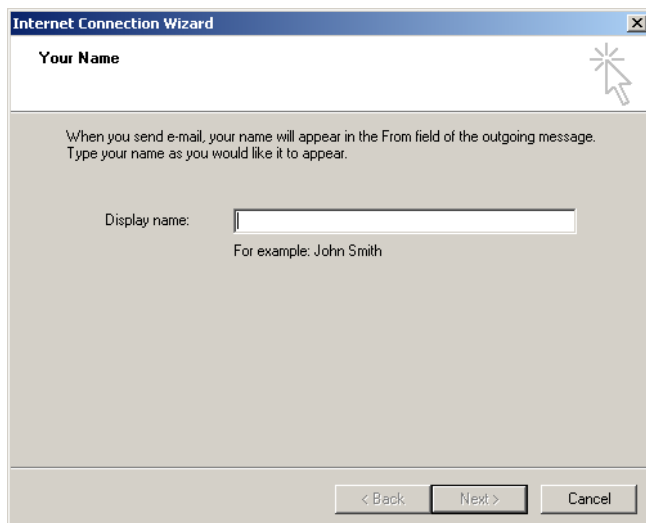 Internet Connection Wizard
Your Name
When you send e-mail, your name will appear in the From field of the outgoing message.
Type your name as you would like it to appear.
Display name:
For example: John Smith
< Back
Next >
Cancel